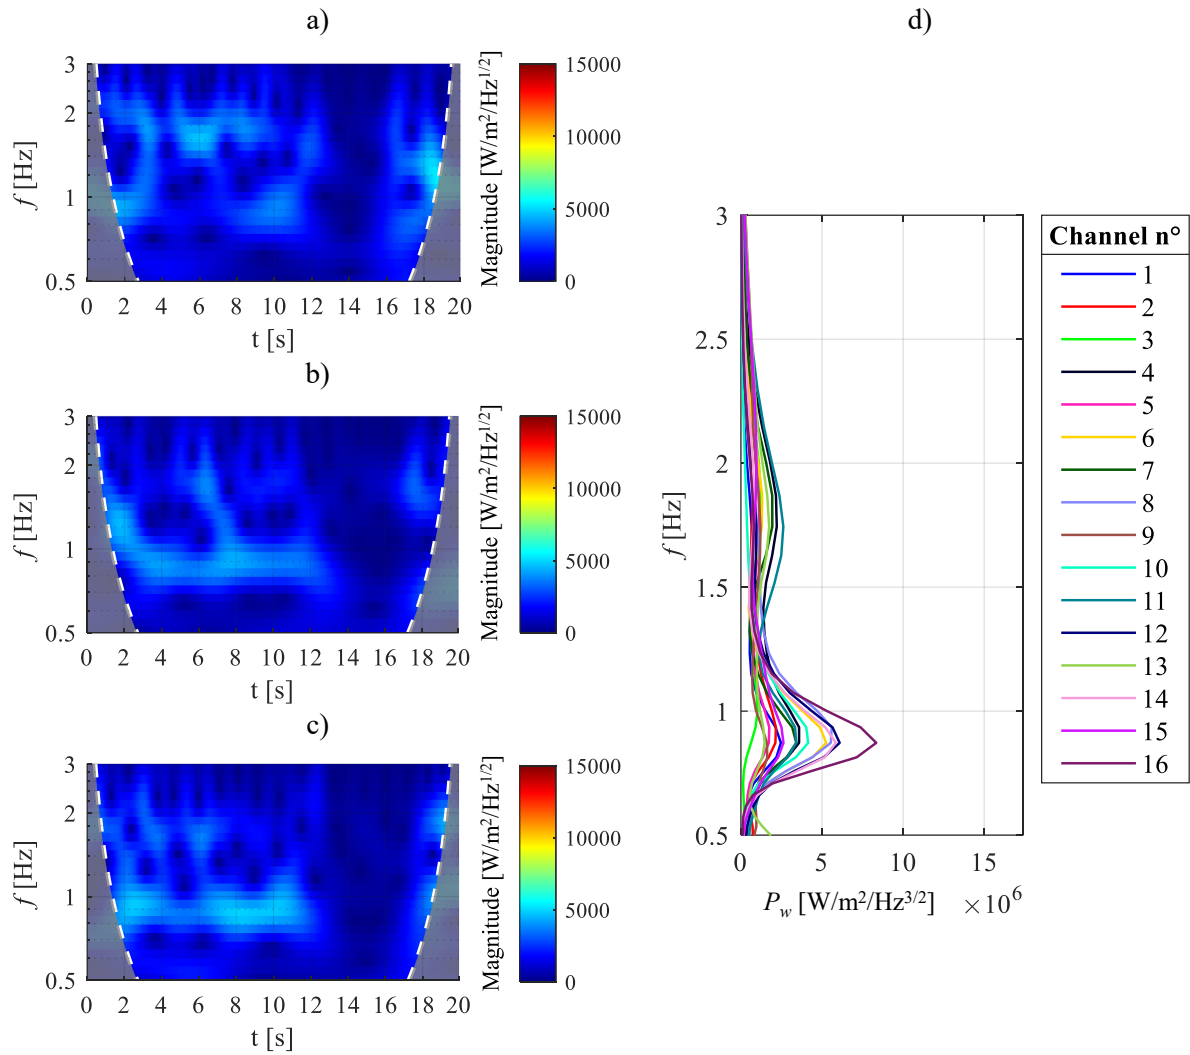 a)
3
2
1
0.5
f [Hz]
0 2 4 6 8 10 12 14 16 18 20
t [s]
Magnitude [W/m²/Hz^1/2]
15000
10000
5000
0
b)
3
2
1
0.5
f [Hz]
0 2 4 6 8 10 12 14 16 18 20
t [s]
Magnitude [W/m²/Hz^1/2]
15000
10000
5000
0
c)
3
2
1
0.5
f [Hz]
0 2 4 6 8 10 12 14 16 18 20
t [s]
Magnitude [W/m²/Hz^1/2]
15000
10000
5000
0
d)
3
2.5
2
1.5
1
0.5
f [Hz]
0 5 10 15
P_w [W/m²/Hz^3/2] ×10⁶
Channel n°
1
2
3
4
5
6
7
8
9
10
11
12
13
14
15
16